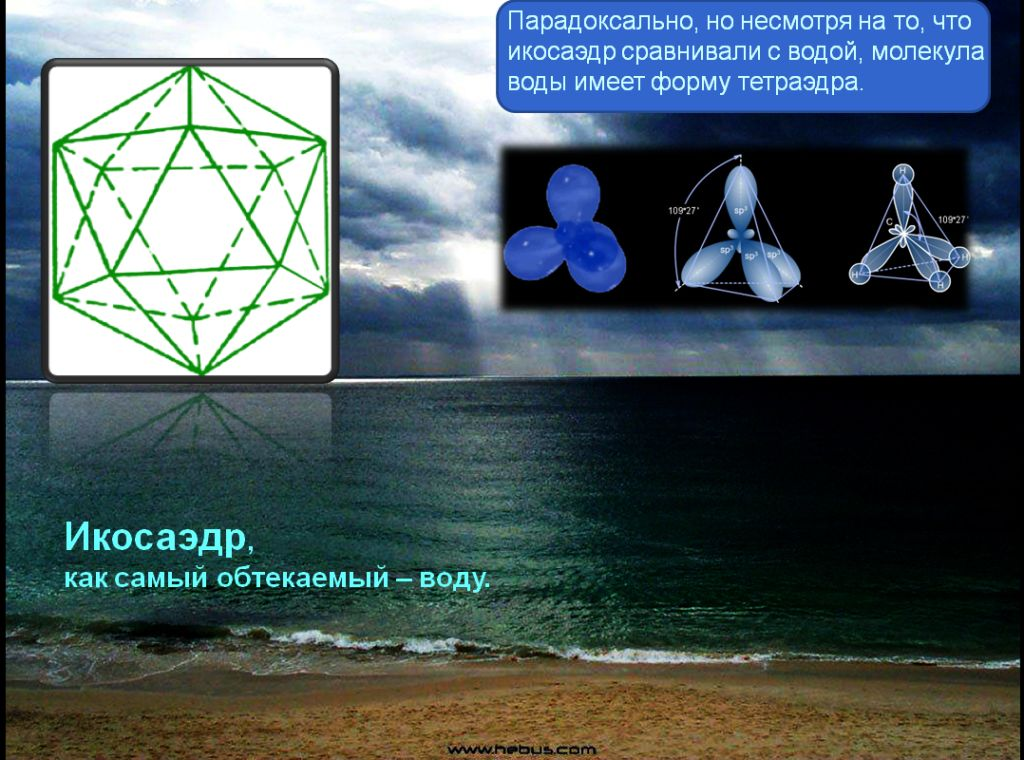 Парадоксально, но несмотря на то, что
икосаэдр сравнивали с водой, молекула
воды имеет форму тетраэдра.
109°27'
sp³
sp³
sp³
sp³
H
C
109°27'
H
H
H
Икосаэдр,
как самый обтекаемый – воду.
www.hebus.com